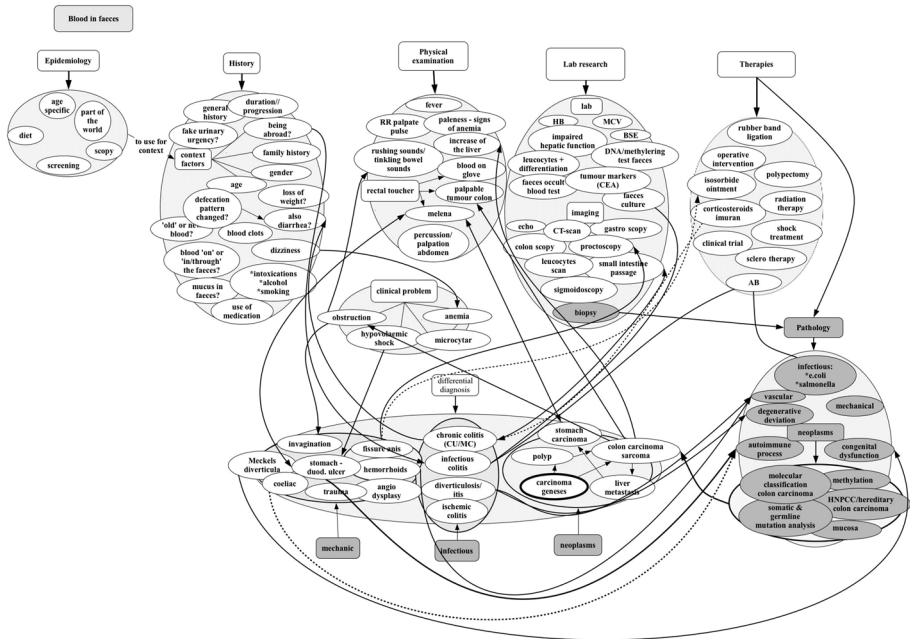 Blood in faeces
Epidemiology
age
specific
part of
the world
diet
scopy
screening
to use for
context
History
general
history
duration//
progression
fake urinary
urgency?
being
abroad?
context
factors
family history
gender
age
defecation
pattern
changed?
loss of
weight?
also
diarrhea?
'old' or ne
blood?
blood clots
dizziness
blood 'on' or
'in/through'
the faeces?
*intoxications
*alcohol
*smoking
mucus in
faeces?
use of
medication
Physical
examination
fever
RR palpate
pulse
paleness - signs
of anemia
rushing sounds/
tinkling bowel
sounds
increase of
the liver
blood on
glove
rectal toucher
palpable
tumour colon
melena
percussion/
palpation
abdomen
clinical problem
obstruction
anemia
hypovolaemic
shock
microcytar
Lab research
lab
HB
MCV
BSE
impaired
hepatic function
DNA/methylering
test faeces
leucocytes +
differentiation
tumour markers
(CEA)
faeces occult
blood test
faeces
culture
imaging
echo
CT-scan
gastro scopy
colon scopy
proctoscopy
leucocytes
scan
small intestine
passage
sigmoidoscopy
biopsy
Therapies
rubber band
ligation
operative
intervention
polypectomy
isosorbide
ointment
radiation
therapy
corticosteroids
imuran
shock
treatment
clinical trial
sclero therapy
AB
Pathology
infectious:
*e.coli
*salmonella
vascular
mechanical
degenerative
deviation
neoplasms
autoimmune
process
congenital
dysfunction
molecular
classification
colon carcinoma
methylation
HNPCC/hereditary
colon carcinoma
somatic &
germline
mutation analysis
mucosa
differential
diagnosis
invagination
fissure anis
Meckels
diverticula
stomach -
duod. ulcer
hemorrhoids
coeliac
trauma
angio
dysplasy
chronic colitis
(CU/MC)
infectious
colitis
diverticulosis/
itis
ischemic
colitis
stomach
carcinoma
colon carcinoma
sarcoma
polyp
carcinoma
geneses
liver
metastasis
mechanic
infectious
neoplasms